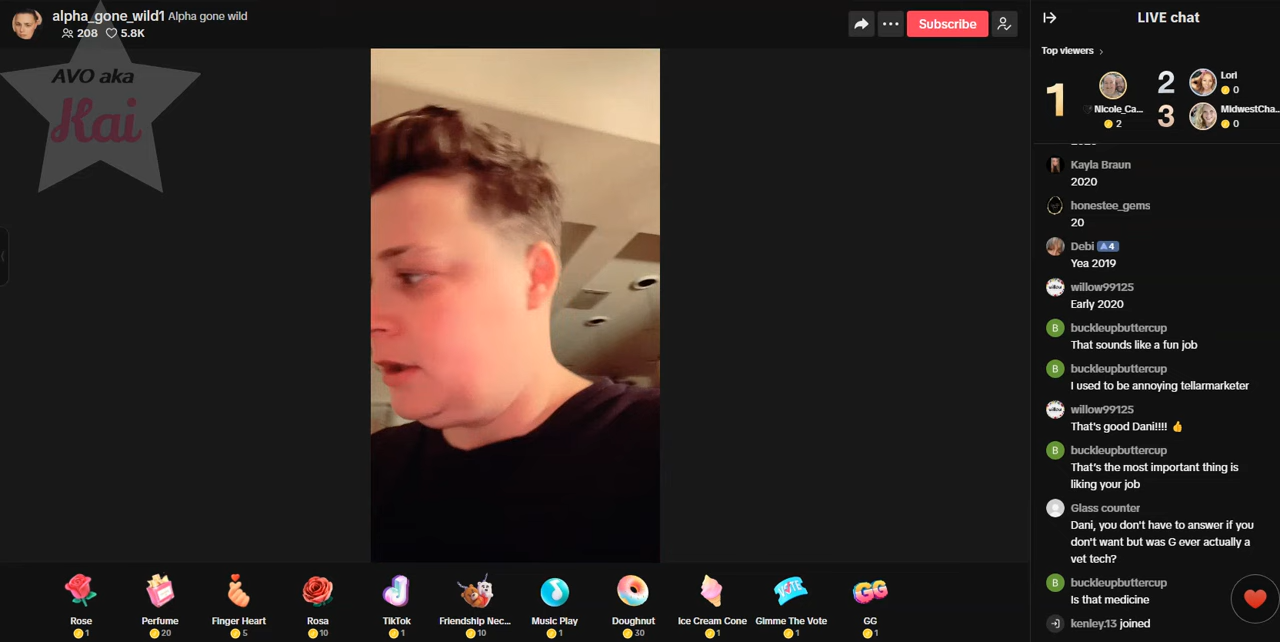 alpha_gone_wild1 Alpha gone wild
208 5.8K
Subscribe
AVO aka
Kai
LIVE chat
Top viewers
1
Nicole_Ca...
2
2
Lori
0
3
MidwestCha...
0
Kayla Braun
2020
honestee_gems
20
Debi 4
Yea 2019
willow99125
Early 2020
B
buckleupbuttercup
That sounds like a fun job
B
buckleupbuttercup
I used to be annoying tellarmarketer
willow99125
That's good Dani!!!! 👍
B
buckleupbuttercup
That's the most important thing is
liking your job
Glass counter
Dani, you don't have to answer if you
don't want but was G ever actually a
vet tech?
B
buckleupbuttercup
Is that medicine
kenley.13 joined
GG
Rose
1
Perfume
20
Finger Heart
5
Rosa
10
TikTok
1
Friendship Nec...
10
Music Play
1
Doughnut
30
Ice Cream Cone
1
Gimme The Vote
1
GG
1